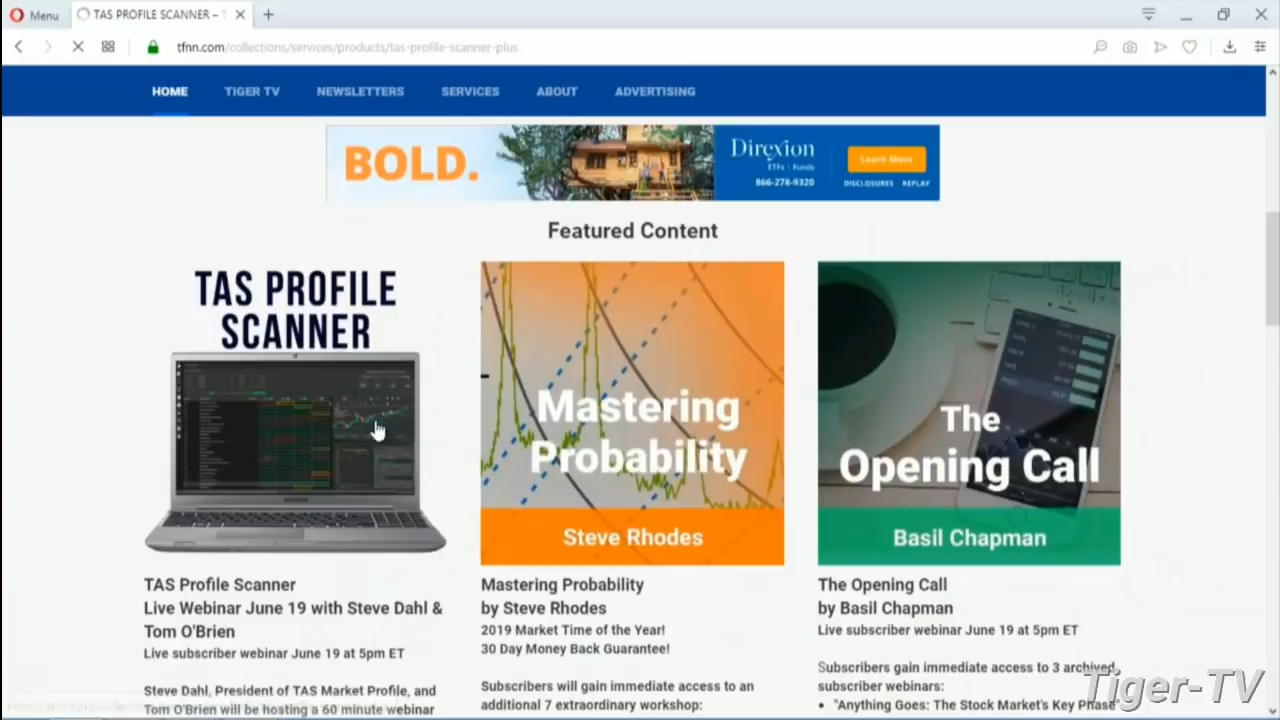 Menu
TAS PROFILE SCANNER –
tfnn.com/collections/services/products/tas-profile-scanner-plus
HOME
TIGER TV
NEWSLETTERS
SERVICES
ABOUT
ADVERTISING
BOLD.
Direxion
ETFs | Funds
866-278-9320
Learn More
DISCLOSURES REPLAY
Featured Content
TAS PROFILE
SCANNER
TAS Profile Scanner
Live Webinar June 19 with Steve Dahl &
Tom O'Brien
Live subscriber webinar June 19 at 5pm ET
Steve Dahl, President of TAS Market Profile, and
Tom O'Brien will be hosting a 60 minute webinar
Mastering
Probability
Steve Rhodes
Mastering Probability
by Steve Rhodes
2019 Market Time of the Year!
30 Day Money Back Guarantee!
Subscribers will gain immediate access to an
additional 7 extraordinary workshop:
The
Opening Call
Basil Chapman
The Opening Call
by Basil Chapman
Live subscriber webinar June 19 at 5pm ET
Subscribers gain immediate access to 3 archived
subscriber webinars:
• "Anything Goes: The Stock Market's Key Phase"
Tiger-TV